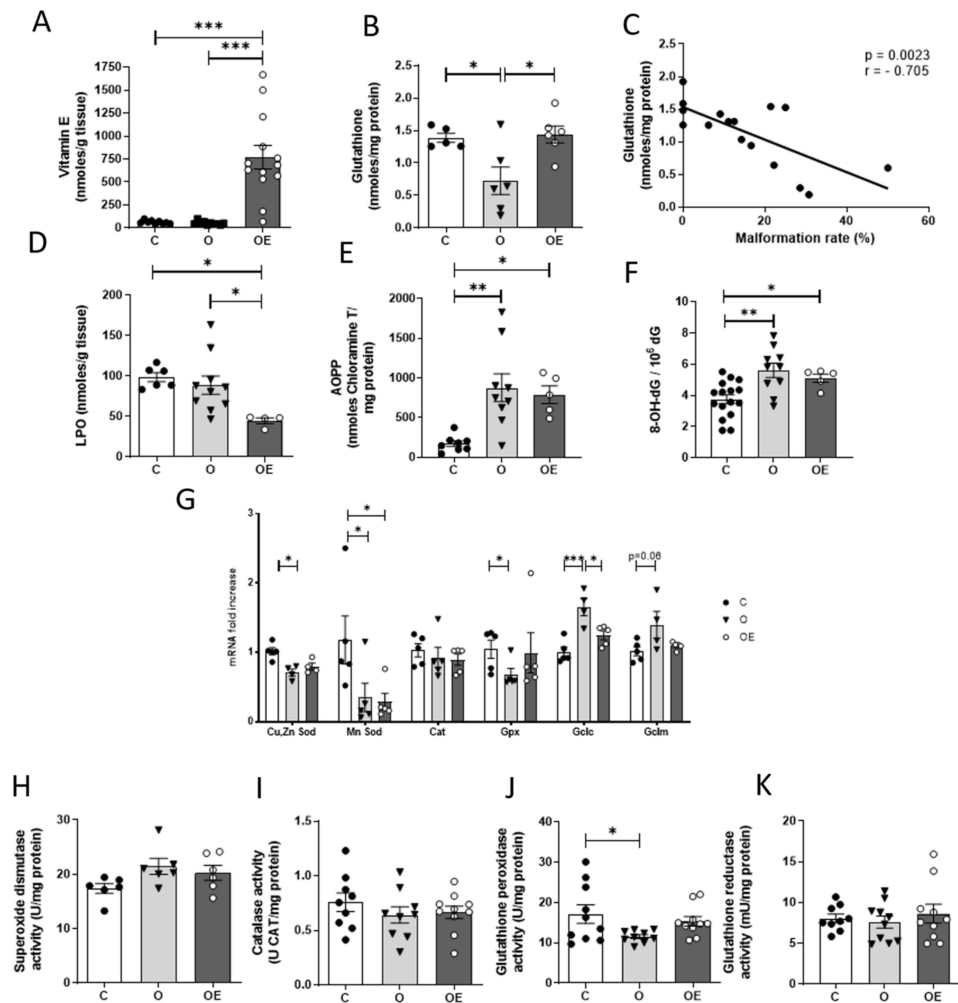 A
***
***
Vitamin E
(nmoles/g tissue)
1750
1500
1250
1000
750
500
250
0
C
O
OE
B
*
*
Glutathione
(nmoles/mg protein)
2.5
2.0
1.5
1.0
0.5
0.0
C
O
OE
C
p = 0.0023
r = - 0.705
Glutathione
(nmoles/mg protein)
2.5
2.0
1.5
1.0
0.5
0.0
0
20
40
60
Malformation rate (%)
D
*
*
LPO (nmoles/g tissue)
200
150
100
50
0
C
O
OE
E
*
**
AOPP
(nmoles Chloramine T/
mg protein)
2000
1500
1000
500
0
C
O
OE
F
*
**
8-OH-dG / 10⁶ dG
10
8
6
4
2
0
C
O
OE
G
*
*
*
*
***
*
p=0.06
mRNA fold increase
3
2
1
0
Cu,Zn Sod
Mn Sod
Cat
Gpx
Gclc
Gclm
C
O
OE
H
Superoxide dismutase
activity (U/mg protein)
30
20
10
0
C
O
OE
I
Catalase activity
(U CAT/mg protein)
1.5
1.0
0.5
0.0
C
O
OE
J
*
Glutathione peroxidase
activity (U/mg protein)
40
30
20
10
0
C
O
OE
K
Glutathione reductase
activity (mU/mg protein)
20
15
10
5
0
C
O
OE